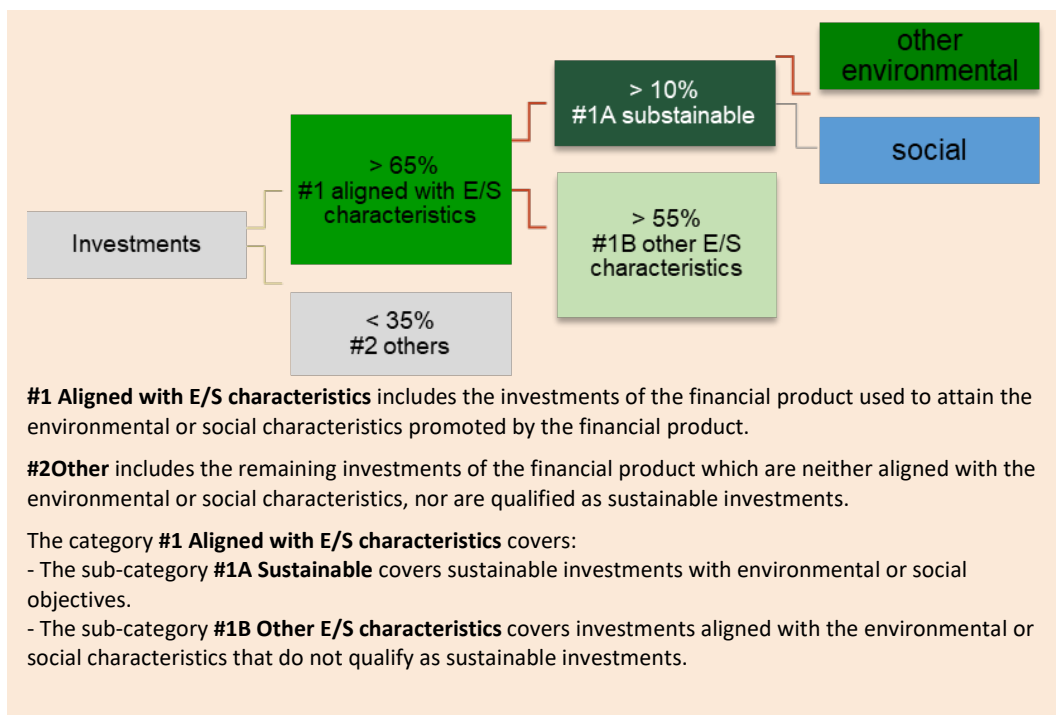 other
environmental
> 10%
#1A substainable
social
> 65%
#1 aligned with E/S
characteristics
> 55%
#1B other E/S
characteristics
Investments
< 35%
#2 others
#1 Aligned with E/S characteristics includes the investments of the financial product used to attain the
environmental or social characteristics promoted by the financial product.
#2Other includes the remaining investments of the financial product which are neither aligned with the
environmental or social characteristic, nor are qualified as sustainable investments.
The category #1 Aligned with E/S characteristics covers:
- The sub-category #1A Sustainable covers sustainable investments with environmental or social
objectives.
- The sub-category #1B Other E/S characteristics covers investments aligned with the environmental or
social characteristics that do not qualify as sustainable investments.